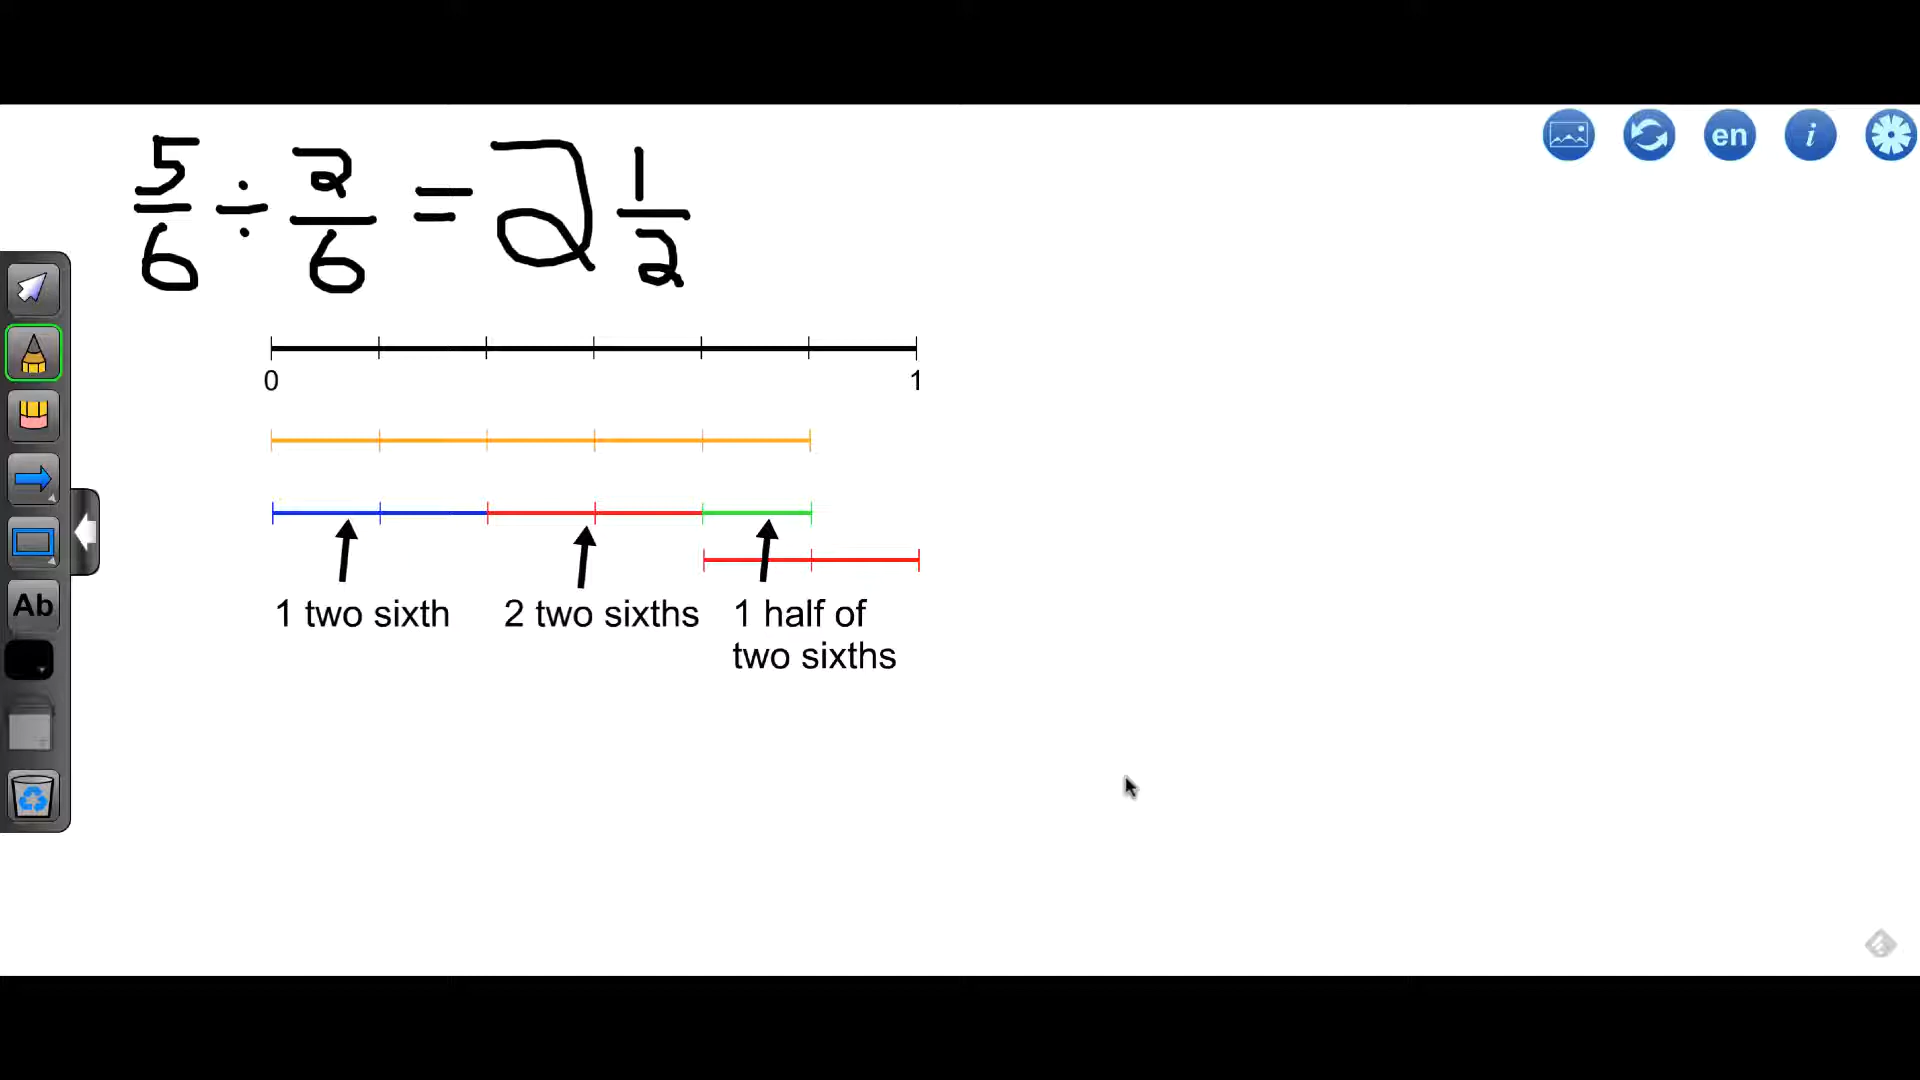 en
5/6 ÷ 2/6 = 2 1/2
0 1
1 two sixth 2 two sixths 1 half of
two sixths
Ab